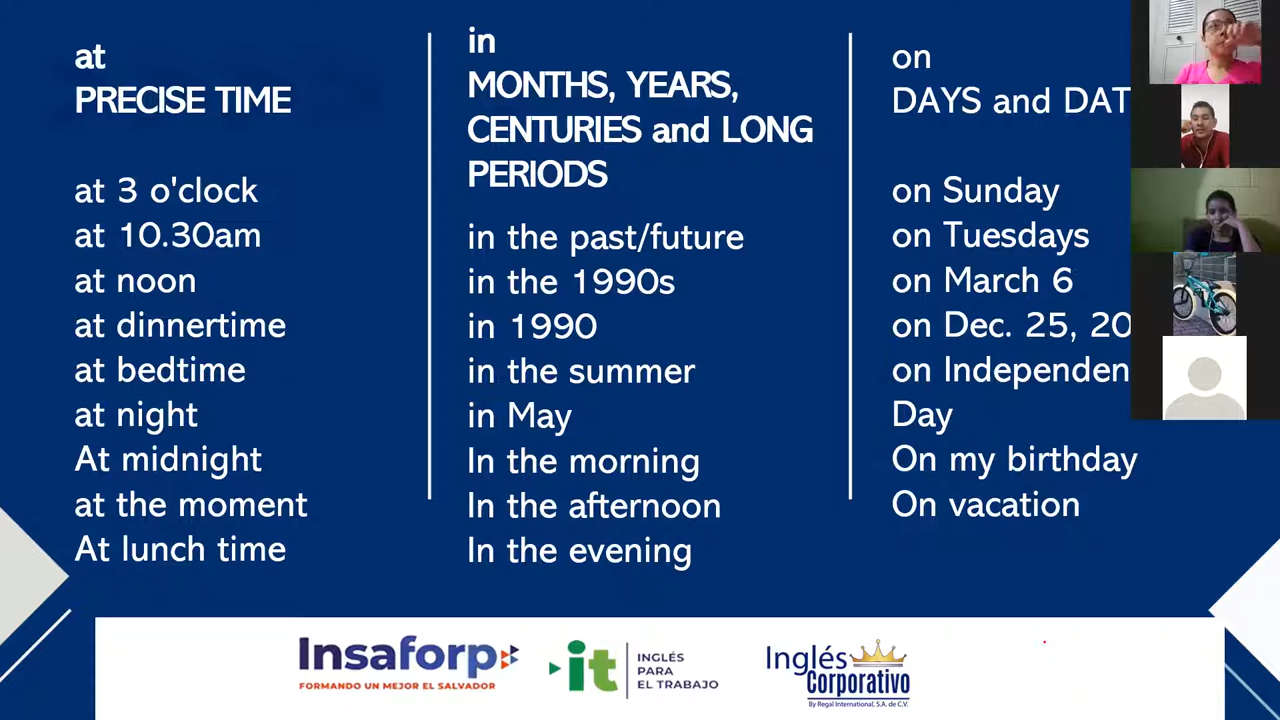 at
PRECISE TIME
at 3 o'clock
at 10.30am
at noon
at dinnertime
at bedtime
at night
At midnight
at the moment
At lunch time
in
MONTHS, YEARS,
CENTURIES and LONG
PERIODS
in the past/future
in the 1990s
in 1990
in the summer
in May
In the morning
In the afternoon
In the evening
on
DAYS and DAT
on Sunday
on Tuesdays
on March 6
on Dec. 25, 20
on Independen
Day
On my birthday
On vacation
Insaforp
FORMANDO UN MEJOR EL SALVADOR
it
INGLÉS
PARA
EL TRABAJO
Inglés
Corporativo
By Regal International, S.A. de C.V.